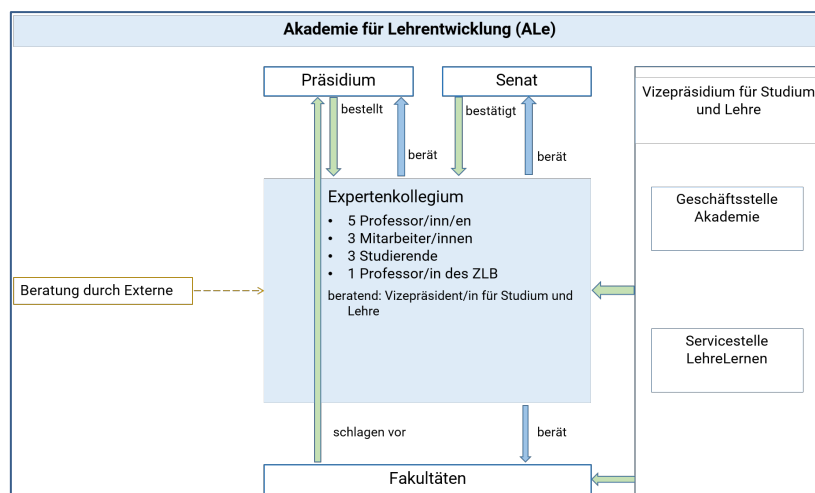 Akademie für Lehrentwicklung (ALe)
Präsidium
Senat
Vizepräsidium für Studium
und Lehre
bestellt
bestätigt
berät
berät
Expertenkollegium
• 5 Professor/inn/en
• 3 Mitarbeiter/innen
• 3 Studierende
• 1 Professor/in des ZLB
beratend: Vizepräsident/in für Studium und
Lehre
Geschäftsstelle
Akademie
Beratung durch Externe
Servicestelle
LehreLernen
schlagen vor
berät
Fakultäten